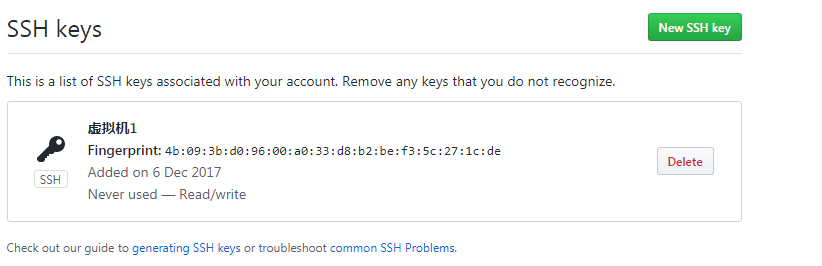 SSH keys
New SSH key
This is a list of SSH keys associated with your account. Remove any keys that you do not recognize.
虚拟机1
Fingerprint: 4b:09:3b:d0:96:00:a0:33:d8:b2:be:f3:5c:27:1c:de
Added on 6 Dec 2017
Never used — Read/write
SSH
Delete
Check out our guide to generating SSH keys or troubleshoot common SSH Problems.